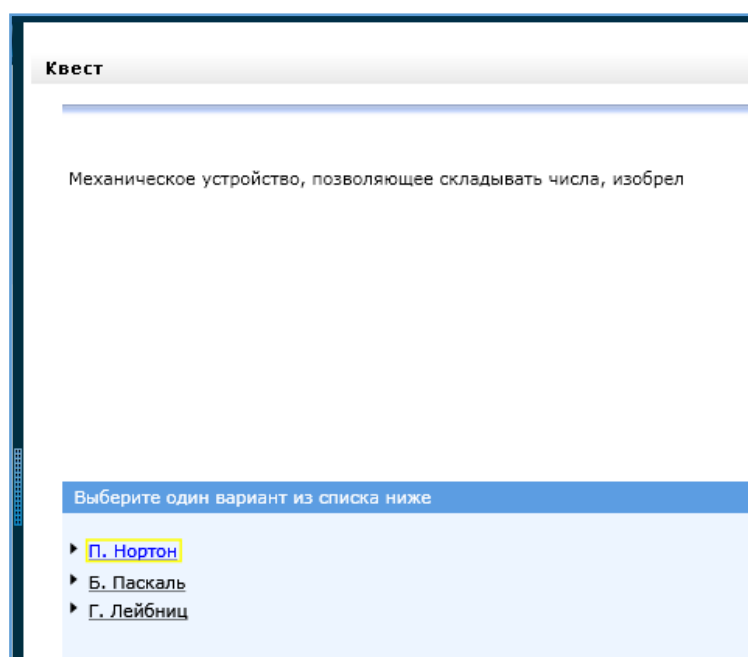 Квест
Механическое устройство, позволяющее складывать числа, изобрел
Выберите один вариант из списка ниже
П. Нортон
Б. Паскаль
Г. Лейбниц